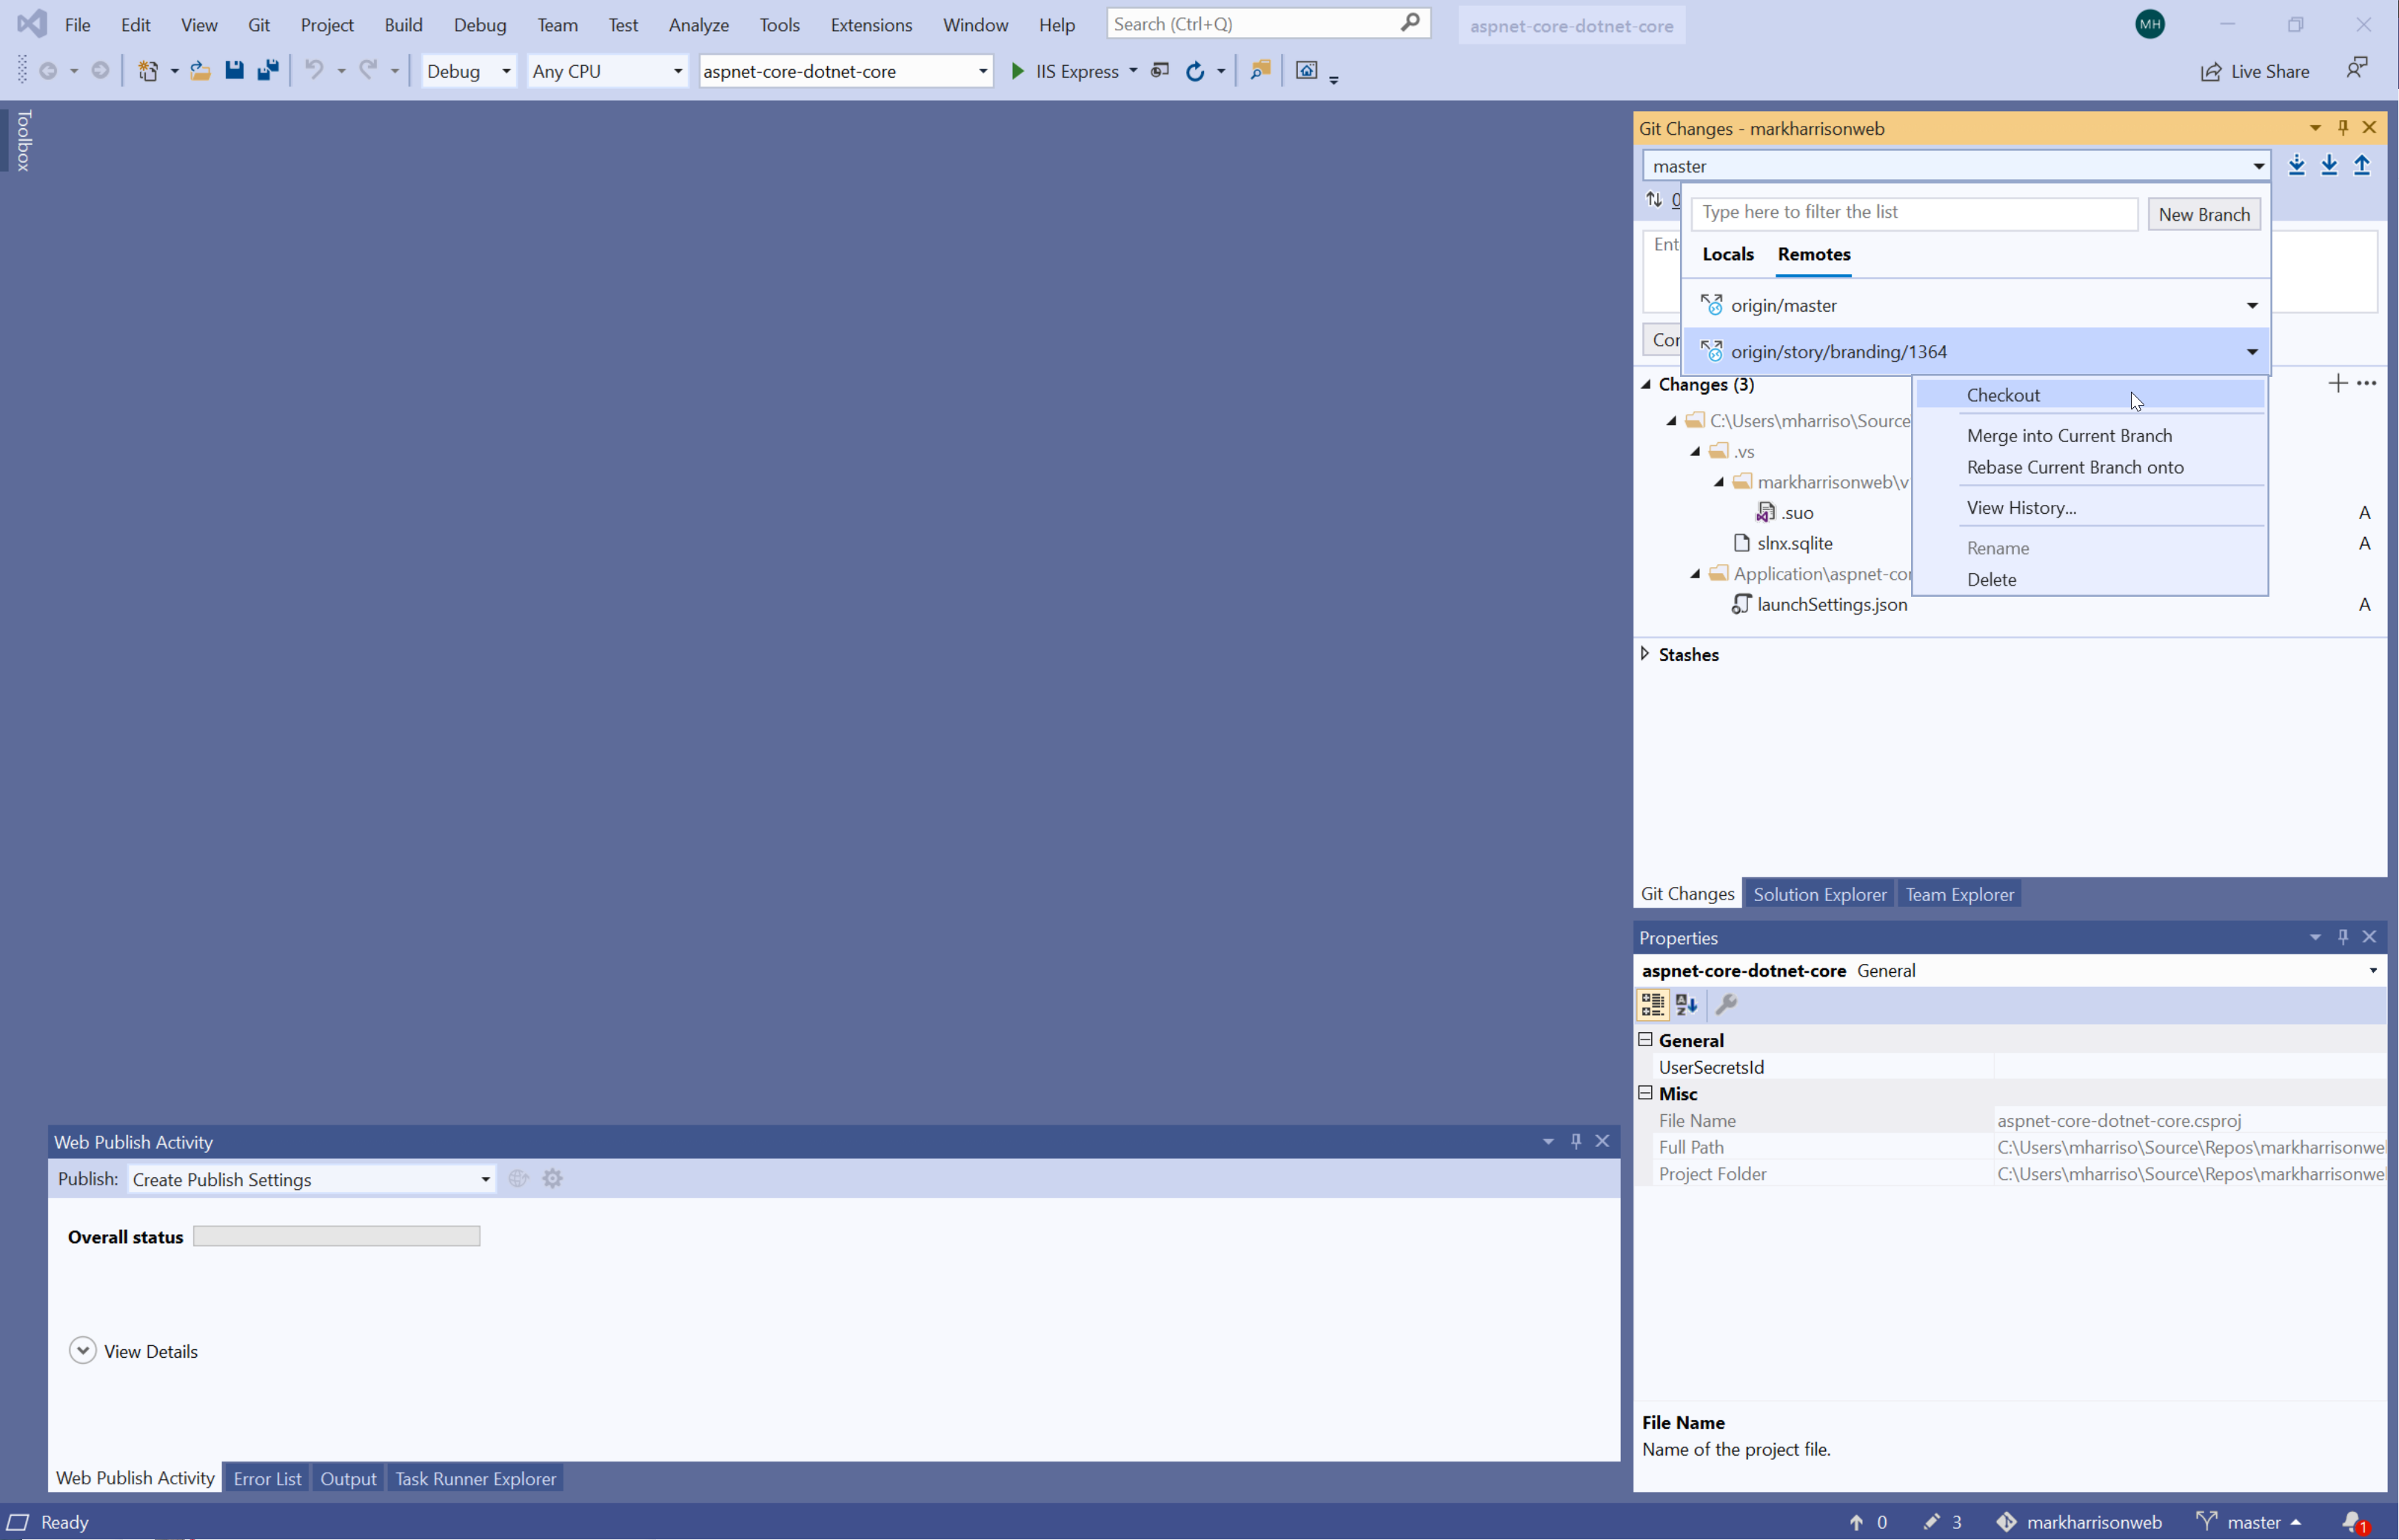 File Edit View Git Project Build Debug Team Test Analyze Tools Extensions Window Help Search (Ctrl+Q) aspnet-core-dotnet-core MH
Debug Any CPU aspnet-core-dotnet-core IIS Express Live Share
Toolbox
Git Changes - markharrisonweb
master
0
Type here to filter the list New Branch
Ent
Locals Remotes
origin/master
Cor
origin/story/branding/1364
Changes (3)
Checkout
Merge into Current Branch
Rebase Current Branch onto
View History...
Rename
Delete
C:\Users\mharriso\Source
.vs
markharrisonweb\v
.suo A
slnx.sqlite A
Application\aspnet-cor
launchSettings.json A
Stashes
Git Changes Solution Explorer Team Explorer
Properties
aspnet-core-dotnet-core General
General
UserSecretsId
Misc
File Name aspnet-core-dotnet-core.csproj
Full Path C:\Users\mharriso\Source\Repos\markharrisonwe
Project Folder C:\Users\mharriso\Source\Repos\markharrisonwe
File Name
Name of the project file.
Web Publish Activity
Publish: Create Publish Settings
Overall status
View Details
Web Publish Activity Error List Output Task Runner Explorer
Ready 0 3 markharrisonweb master 1